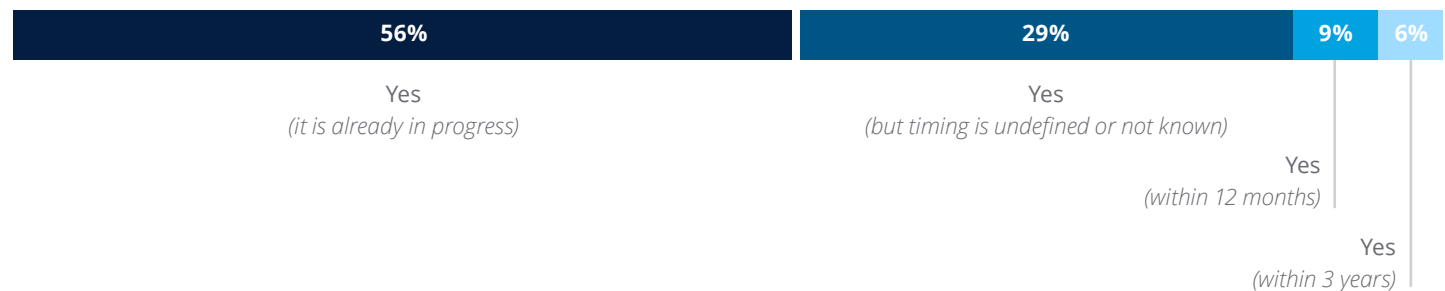 56%
29%
9%
6%
Yes
(it is already in progress)
Yes
(but timing is undefined or not known)
Yes
(within 12 months)
Yes
(within 3 years)